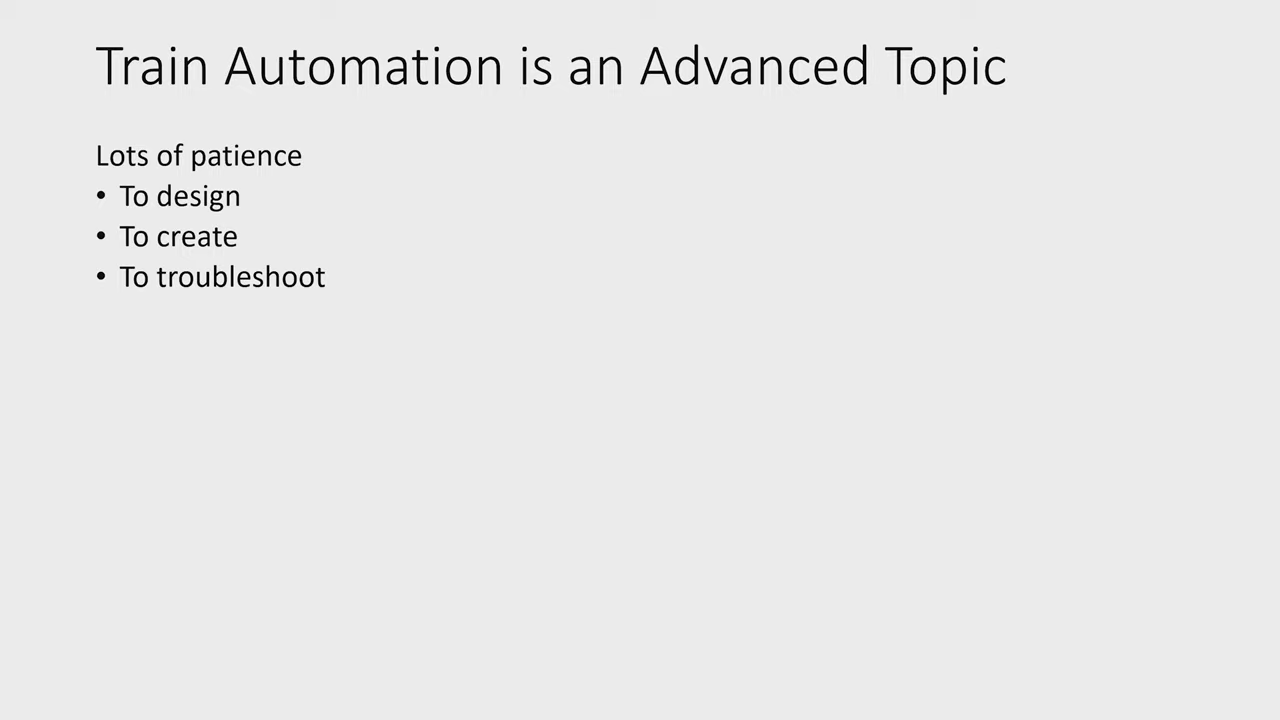 Train Automation is an Advanced Topic
Lots of patience
• To design
• To create
• To troubleshoot